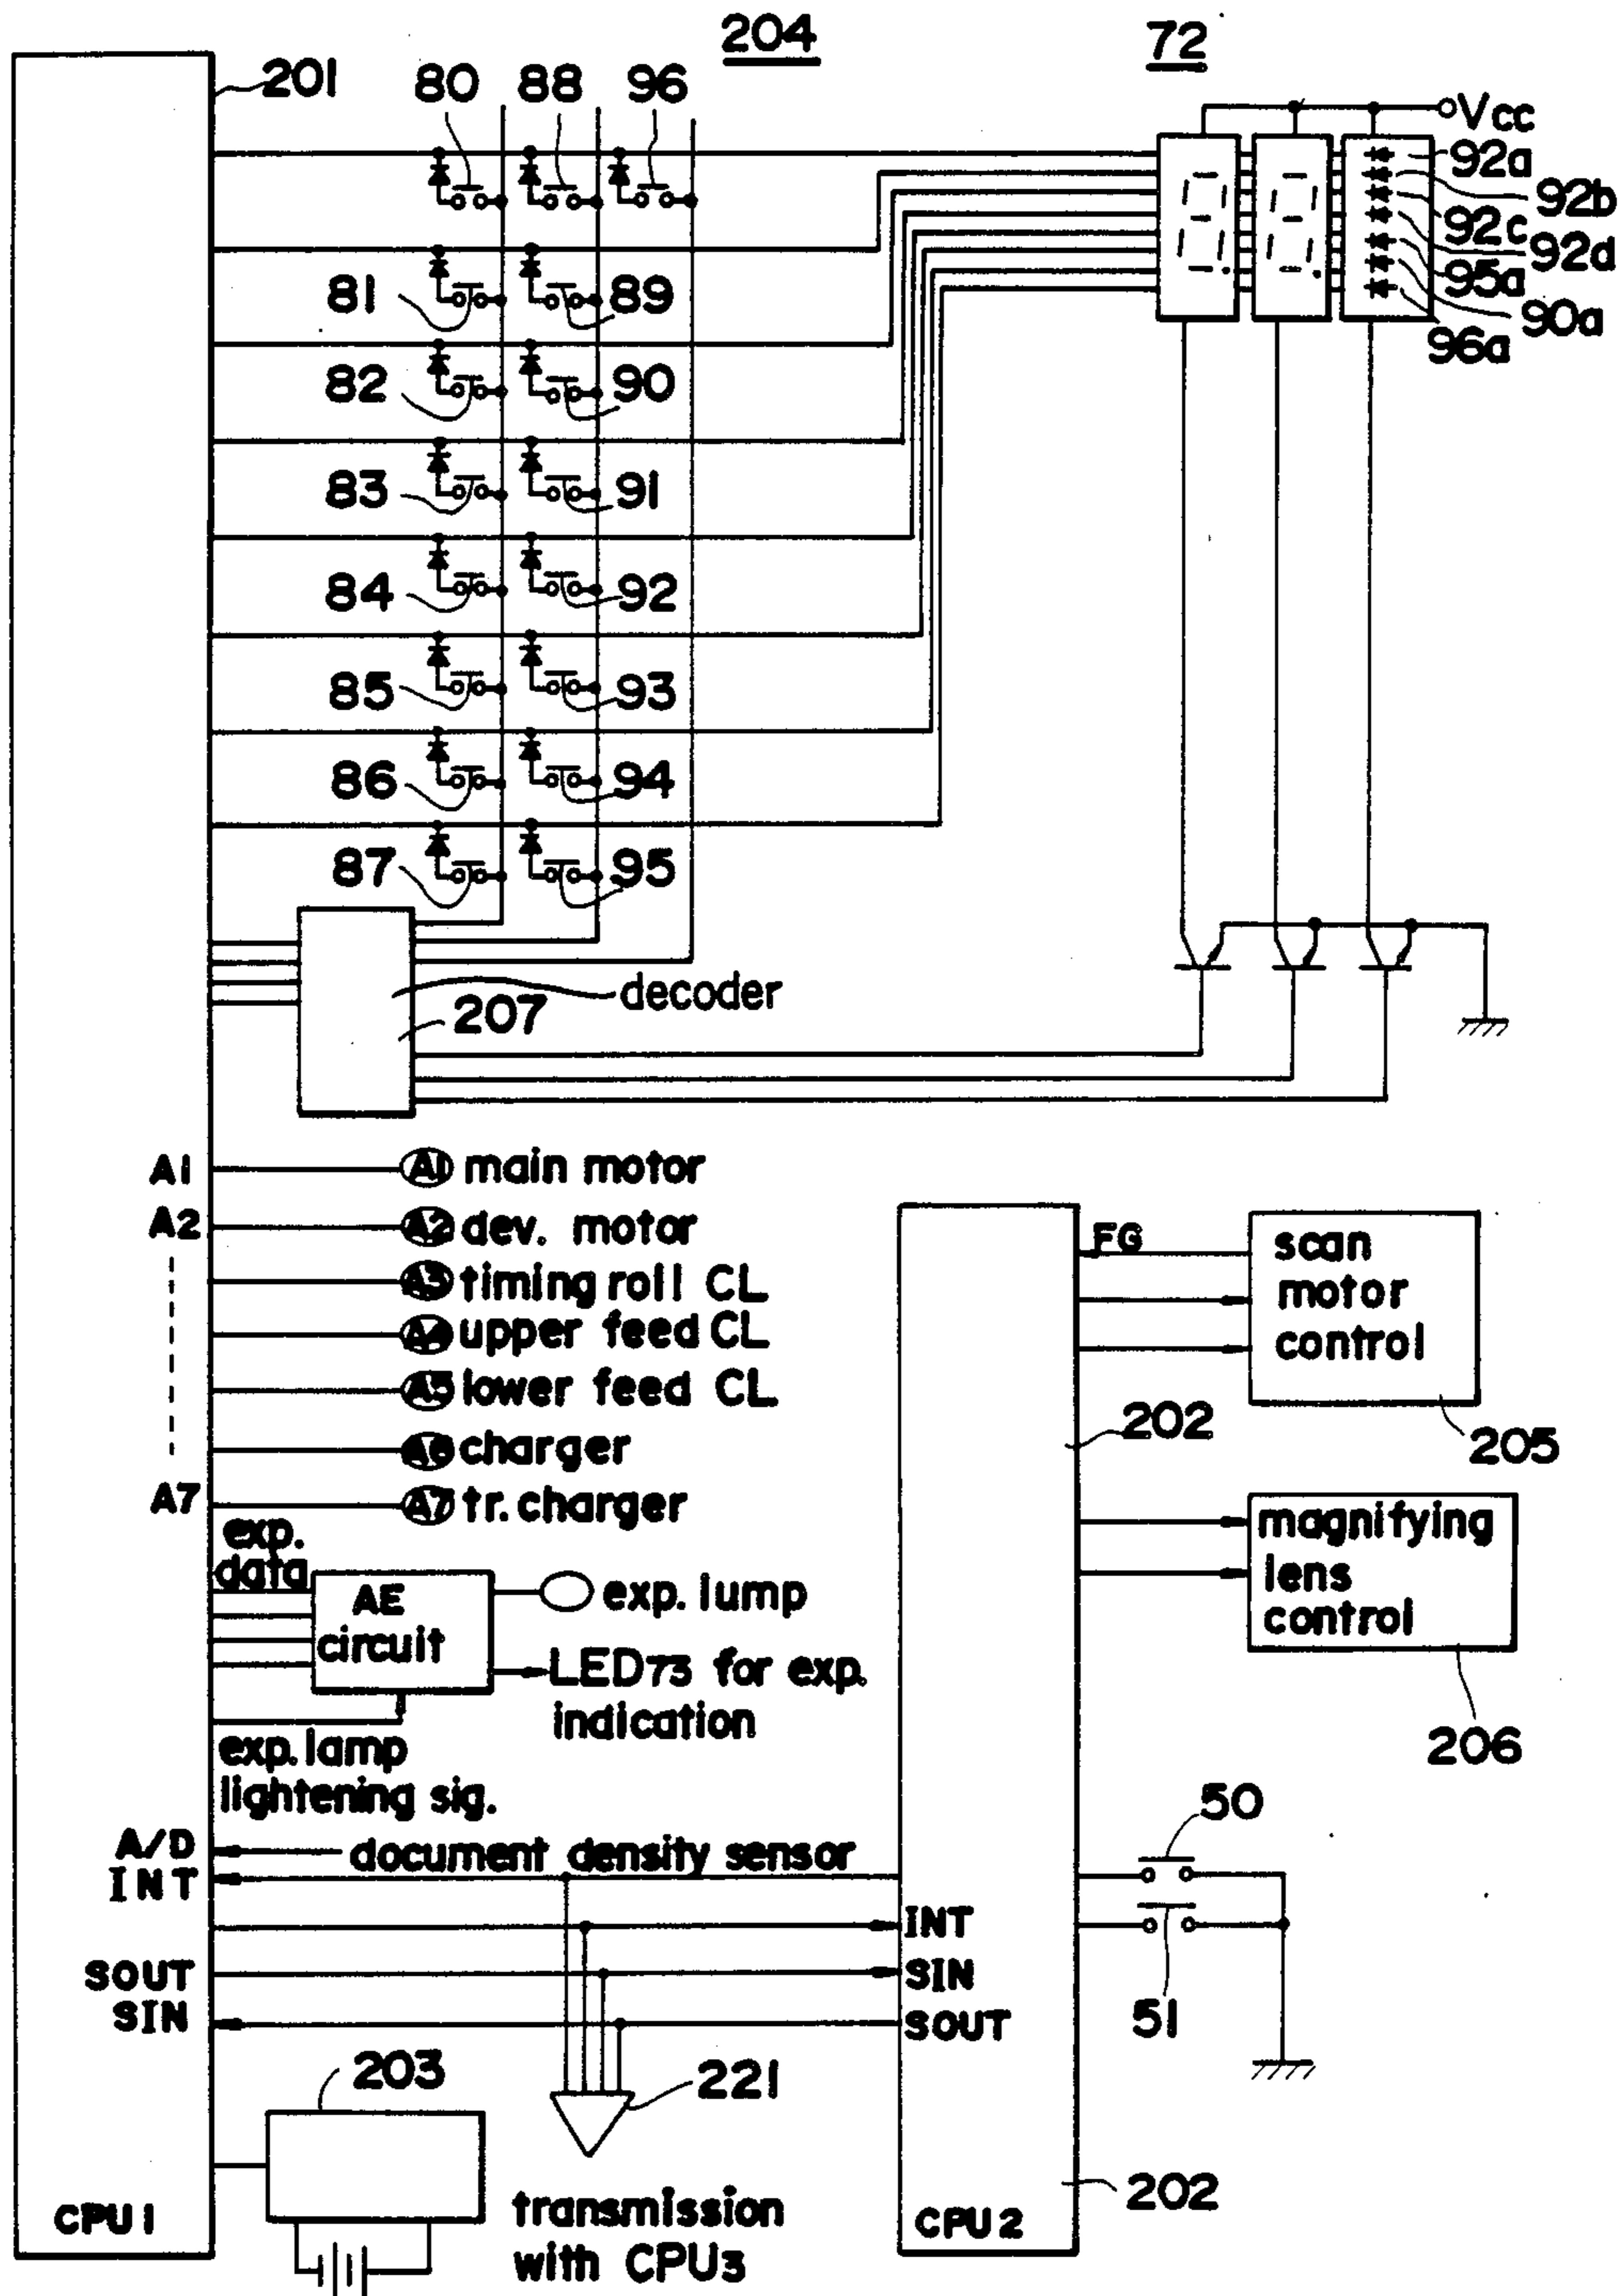 204
72
201
80
88
96
Vcc
92a
92b
92c
92d
95a
90a
96a
81
89
82
90
83
91
84
92
85
93
86
94
87
95
decoder
207
A1
A1 main motor
A2
A2 dev. motor
A3 timing roll CL
A4 upper feed CL
A5 lower feed CL
A6 charger
A7
A7 tr. charger
FG
scan
motor
control
205
202
magnifying
lens
control
206
exp.
data
AE
circuit
exp. lump
LED73 for exp.
indication
exp. lamp
lightening sig.
A/D
document density sensor
INT
50
INT
SOUT
SIN
SIN
SOUT
51
203
221
202
CPU1
transmission
with CPU3
CPU2